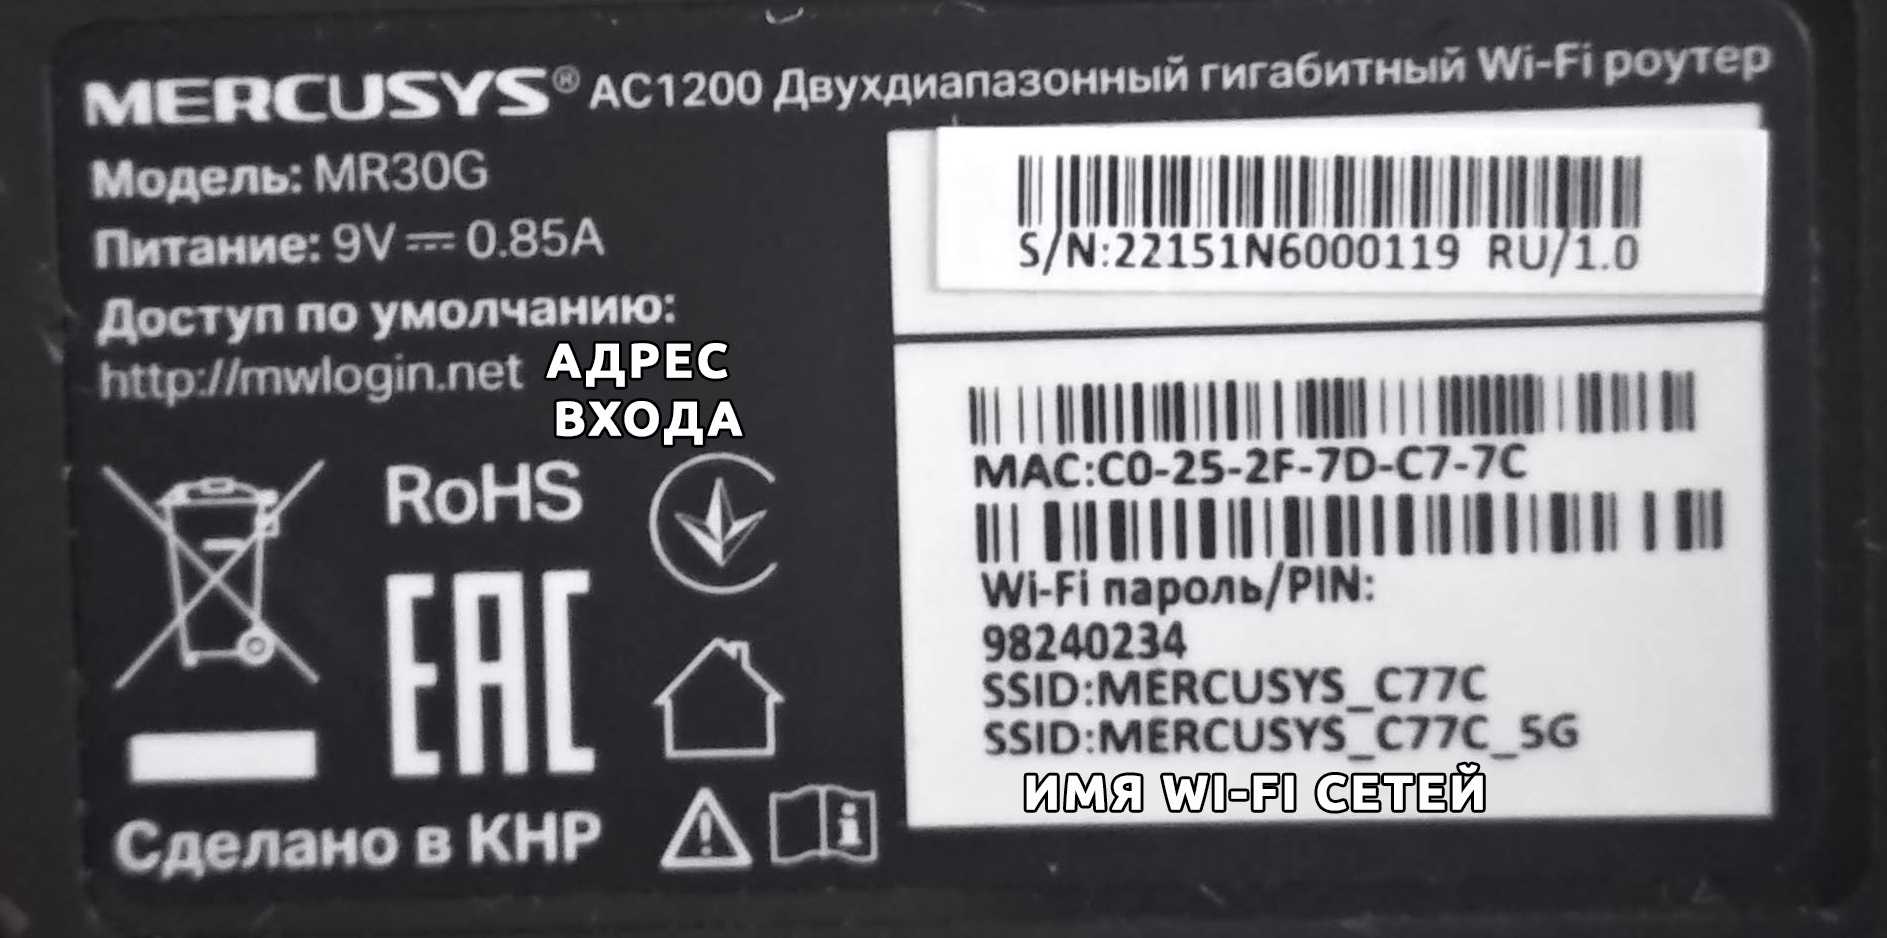 MERCUSYS® AC1200 Двухдиапазонный гигабитный Wi-Fi роутер
Модель: MR30G
Питание: 9V 0.85A
Доступ по умолчанию:
http://mwlogin.net
АДРЕС
ВХОДА
RoHS
EAC
Сделано в КНР
S/N:22151N6000119 RU/1.0
MAC:C0-25-2F-7D-C7-7C
Wi-Fi пароль/PIN:
98240234
SSID:MERCUSYS_C77C
SSID:MERCUSYS_C77C_5G
ИМЯ WI-FI СЕТЕЙ